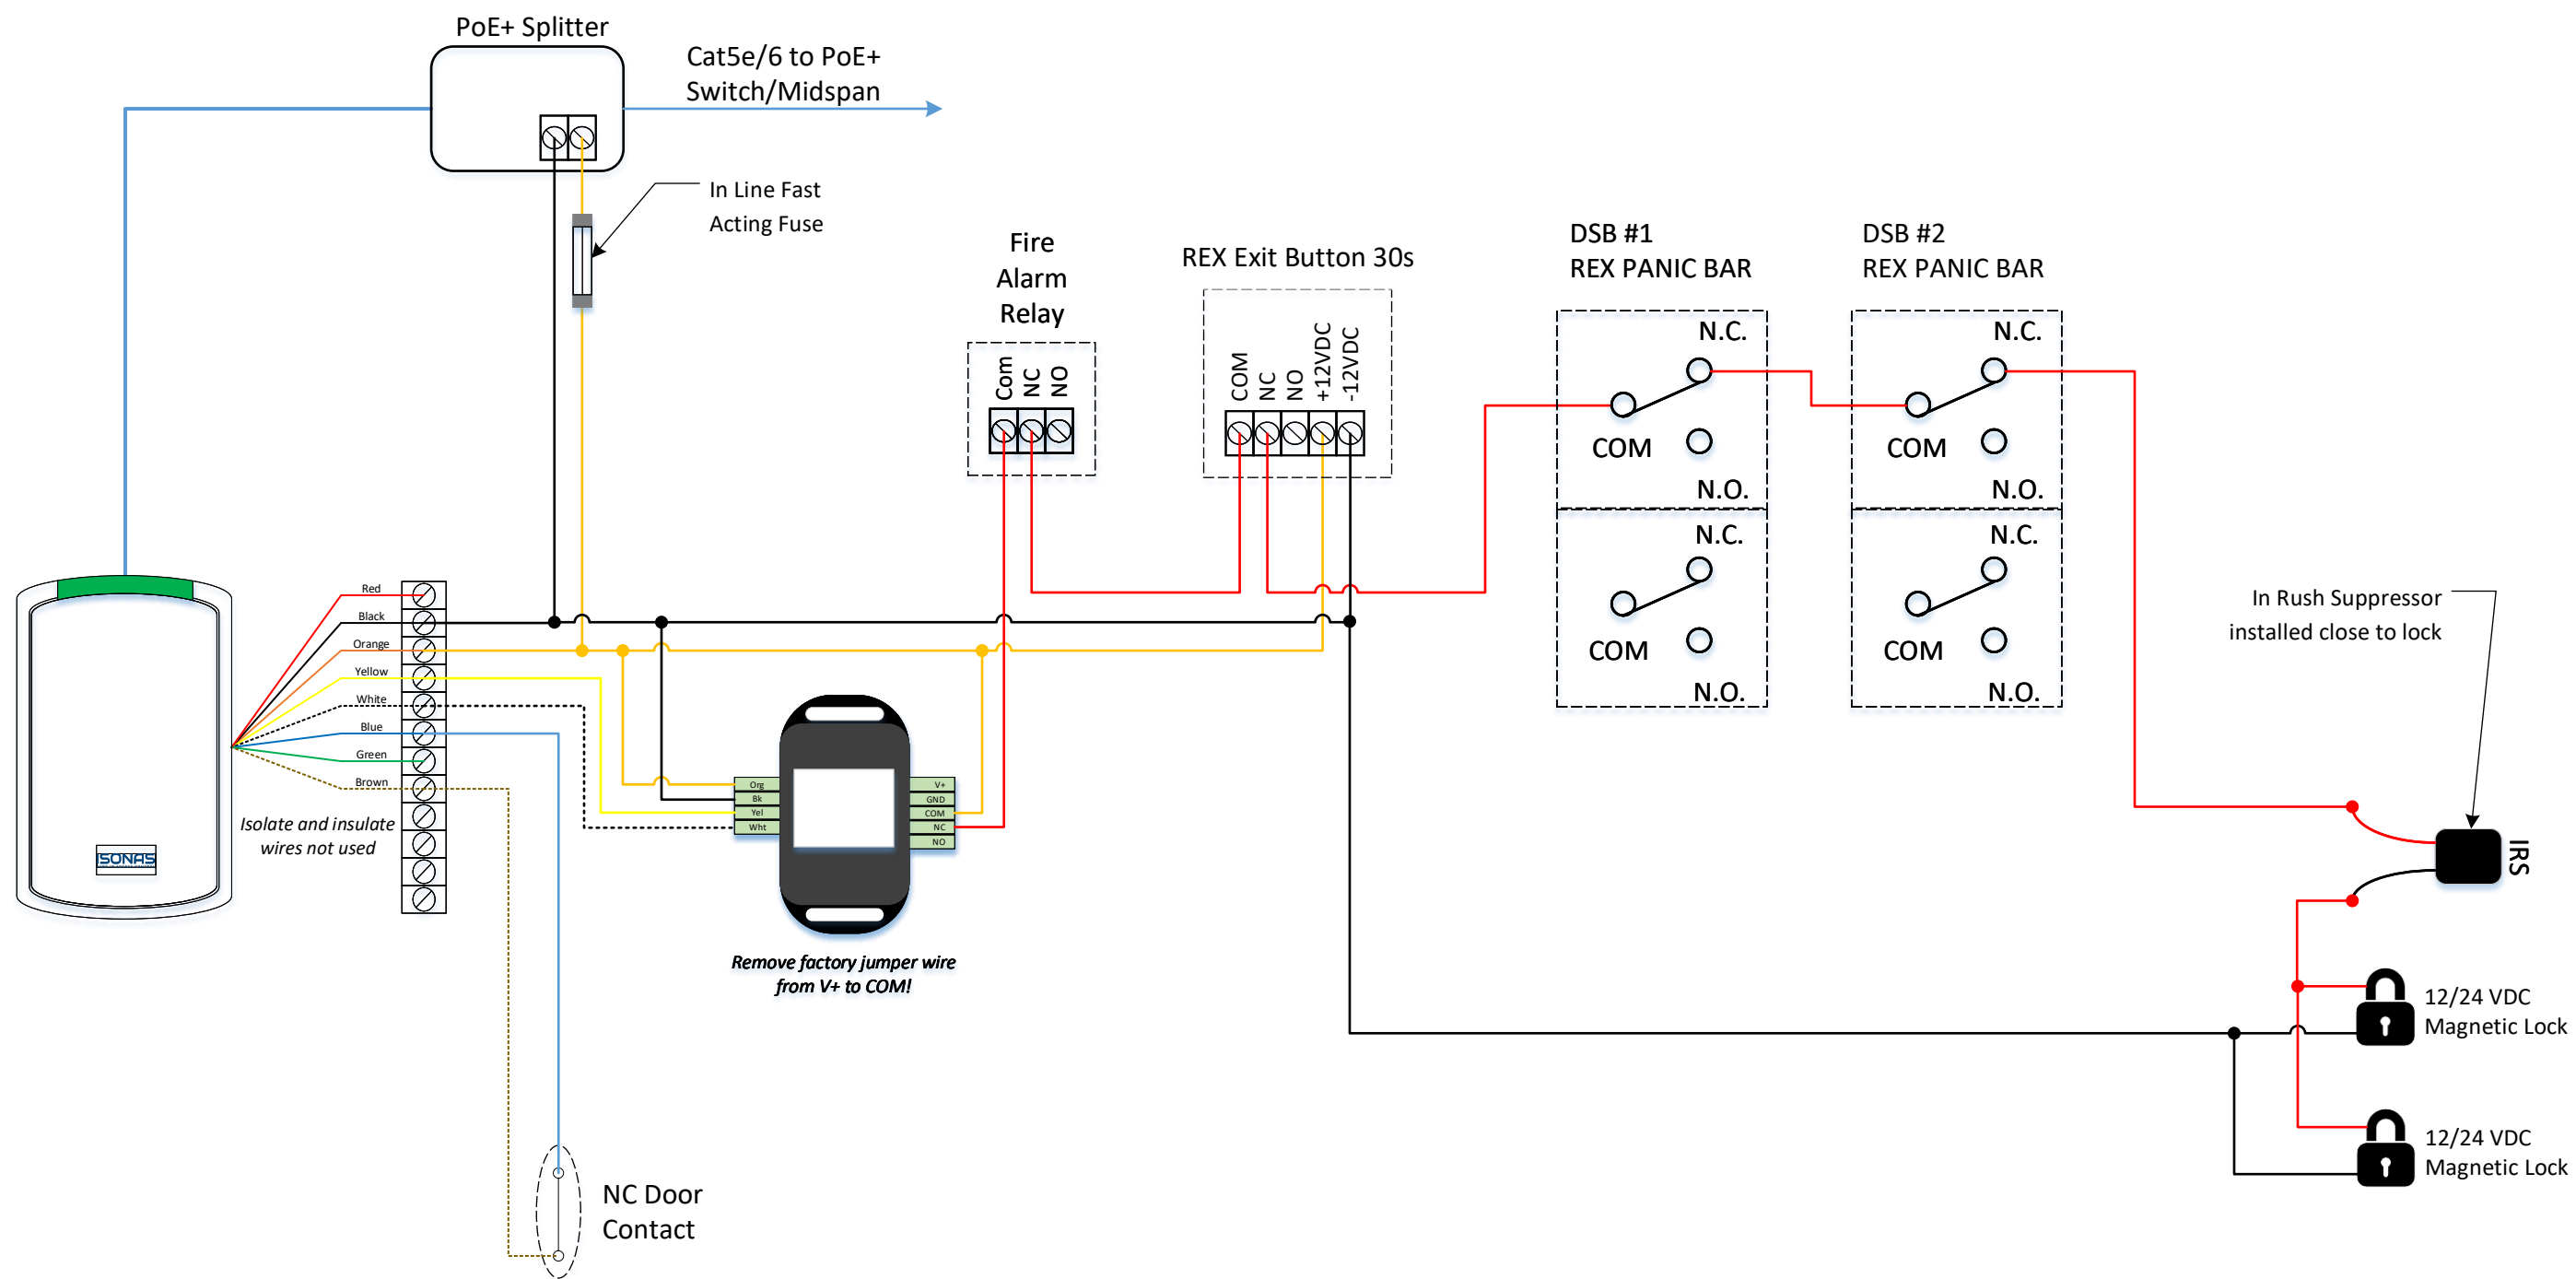 PoE+ Splitter
Cat5e/6 to PoE+
Switch/Midspan
In Line Fast
Acting Fuse
Fire
Alarm
Relay
Com
NC
NO
REX Exit Button 30s
COM
NC
NO
+12VDC
-12VDC
DSB #1
REX PANIC BAR
N.C.
COM
N.O.
N.C.
COM
N.O.
DSB #2
REX PANIC BAR
N.C.
COM
N.O.
N.C.
COM
N.O.
Red
Black
Orange
Yellow
White
Blue
Green
Brown
Isolate and insulate
wires not used
ISONAS
Org
Bk
Yel
Wht
V+
GND
COM
NC
NO
Remove factory jumper wire
from V+ to COM!
In Rush Suppressor
installed close to lock
IRS
12/24 VDC
Magnetic Lock
12/24 VDC
Magnetic Lock
NC Door
Contact